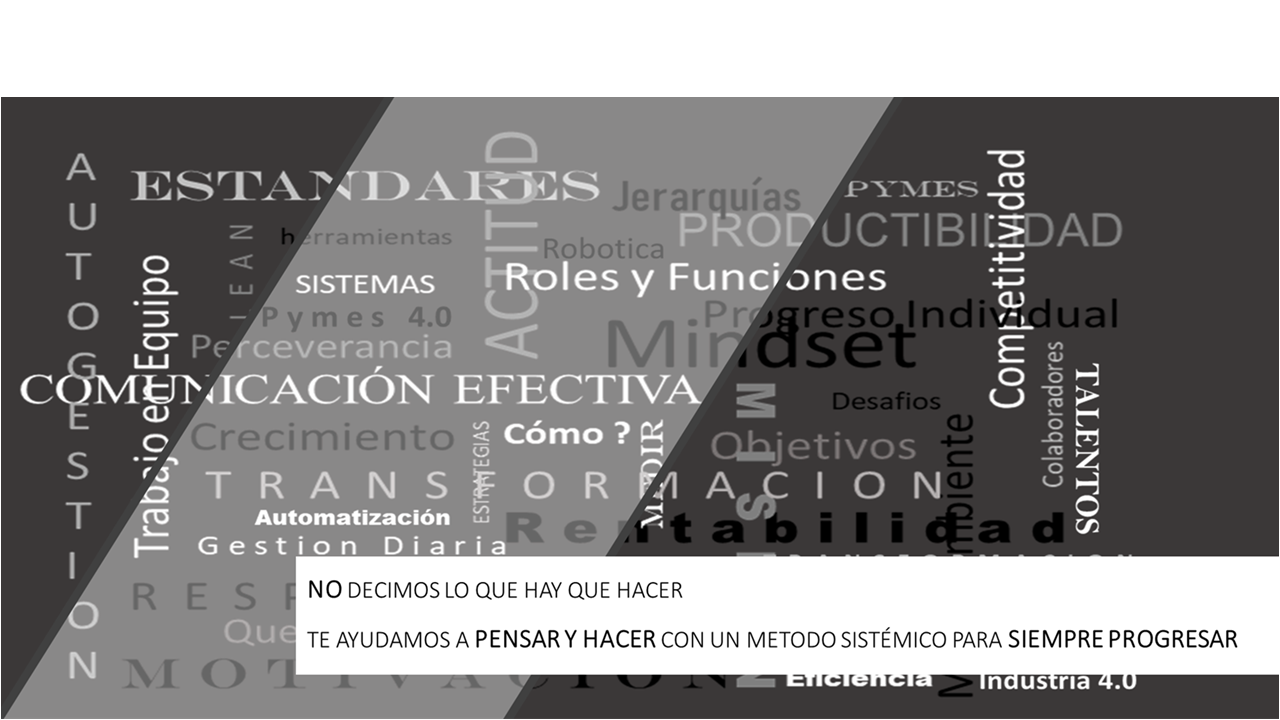 AUTOGESTION
ESTANDARES
Jerarquías
PYMES
Competitividad
ACTITUD
PRODUCTIBILIDAD
herramientas
LEAN
Robotica
Trabajo en Equipo
SISTEMAS
Roles y Funciones
Pymes 4.0
Progreso Individual
Perceverancia
Mindset
COMUNICACIÓN EFECTIVA
Desafios
Colaboradores
TALENTOS
Crecimiento
ESTRATEGIAS
Cómo ?
MEDIR
Objetivos
TRANSFORMACION
Automatización
Rentabilidad
Gestion Diaria
NO DECIMOS LO QUE HAY QUE HACER
TE AYUDAMOS A PENSAR Y HACER CON UN METODO SISTÉMICO PARA SIEMPRE PROGRESAR
MOTIVACION
Eficiencia
Industria 4.0